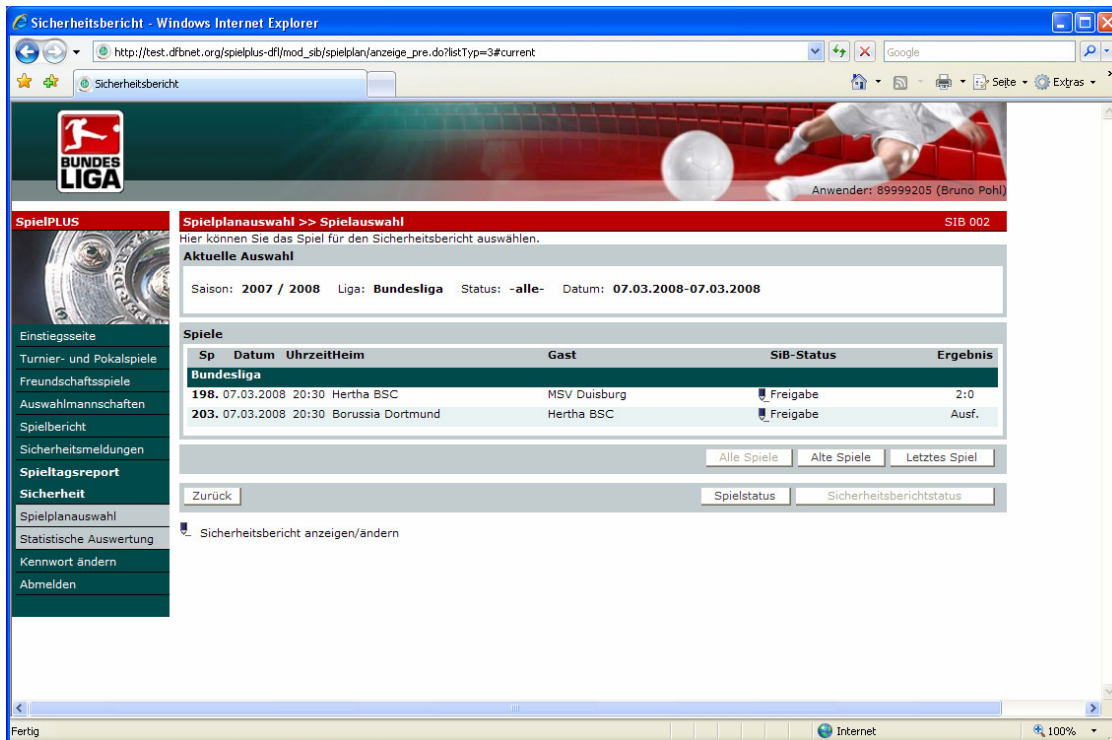 Sicherheitsbericht - Windows Internet Explorer
http://test.dfbnet.org/spielplus-dfl/mod_sib/spielplan/anzeige_pre.do?listTyp=3#current
Google
Sicherheitsbericht
Seite
Extras
BUNDES
LIGA
Anwender: 89999205 (Bruno Pohl)
SpielPLUS
Spielplanauswahl >> Spielauswahl SIB 002
Hier können Sie das Spiel für den Sicherheitsbericht auswählen.
Aktuelle Auswahl
Saison: 2007 / 2008 Liga: Bundesliga Status: -alle- Datum: 07.03.2008-07.03.2008
Spiele
Sp Datum Uhrzeit Heim Gast SiB-Status Ergebnis
Bundesliga
198. 07.03.2008 20:30 Hertha BSC MSV Duisburg Freigabe 2:0
203. 07.03.2008 20:30 Borussia Dortmund Hertha BSC Freigabe Ausf.
Alle Spiele Alte Spiele Letztes Spiel
Zurück Spielstatus Sicherheitsberichtstatus
Sicherheitsbericht anzeigen/ändern
Einstiegsseite
Turnier- und Pokalspiele
Freundschaftsspiele
Auswahlmannschaften
Spielbericht
Sicherheitsmeldungen
Spieltagsreport
Sicherheit
Spielplanauswahl
Statistische Auswertung
Kennwort ändern
Abmelden
Fertig Internet 100%